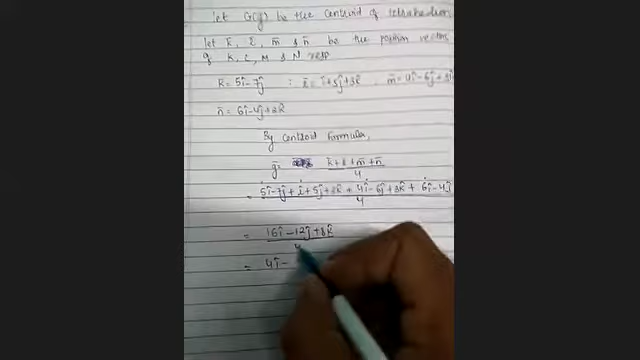 let G(g̅) be the centroid of tetrahedron
let k̅, l̅, m̅ & n̅ be the position vectors
of K, L, M & N resp
k̅ = 5î-7ĵ ; l̅ = î+5ĵ+3k̂ , m̅ = 4î-6ĵ+3k̂
n̅ = 6î-4ĵ+2k̂
By centroid formula,
g̅ = k̅ + l̅ + m̅ + n̅
4
= 5î-7ĵ + î+5ĵ+3k̂ + 4î-6ĵ+3k̂ + 6î-4ĵ
4
= 16î -12ĵ +8k̂
4
= 4î -